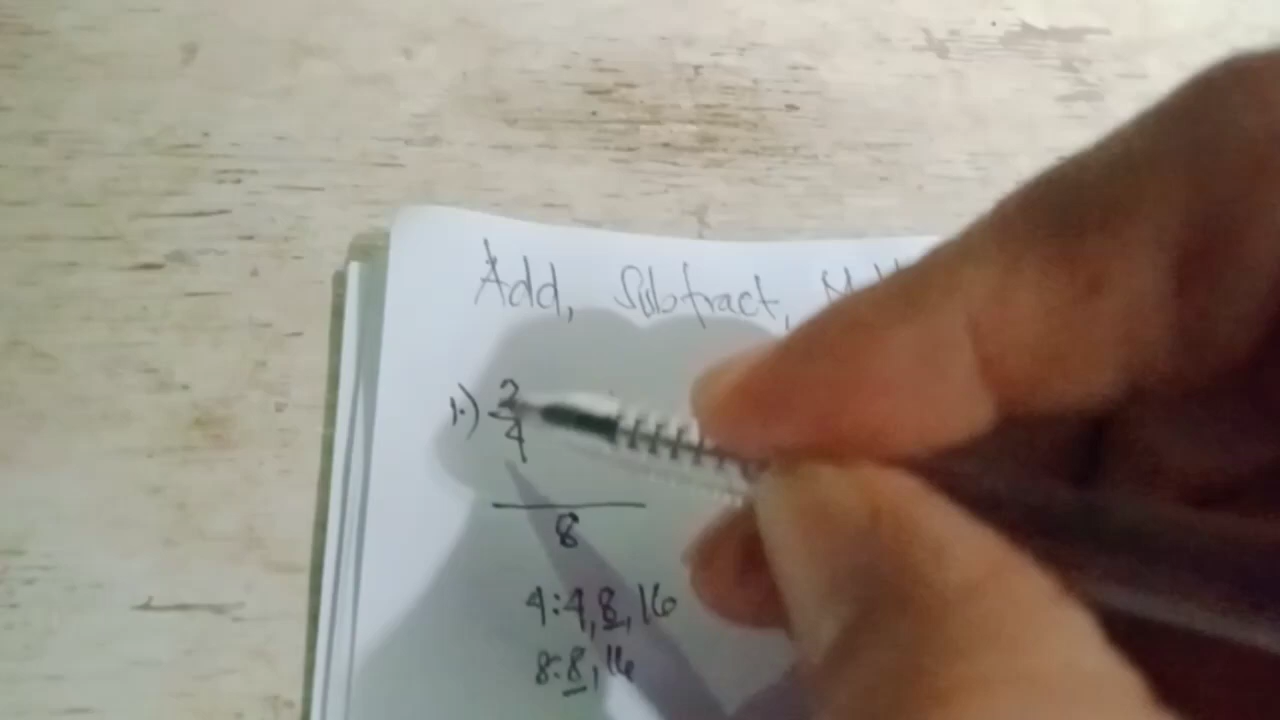 Add, Subtract,
1.) 2/4
8
4:4,8,16
8:8,16